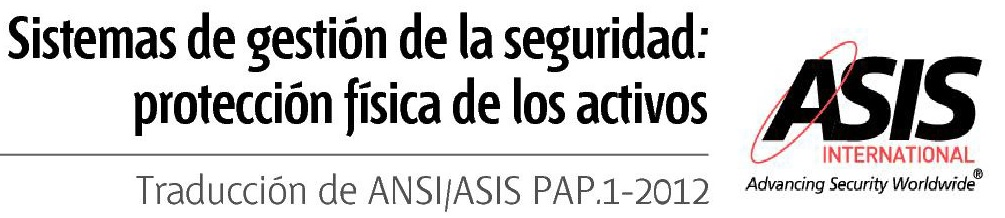 Sistemas de gestión de la seguridad:
protección física de los activos
Traducción de ANSI/ASIS PAP.1-2012
ASIS
INTERNATIONAL
Advancing Security Worldwide®